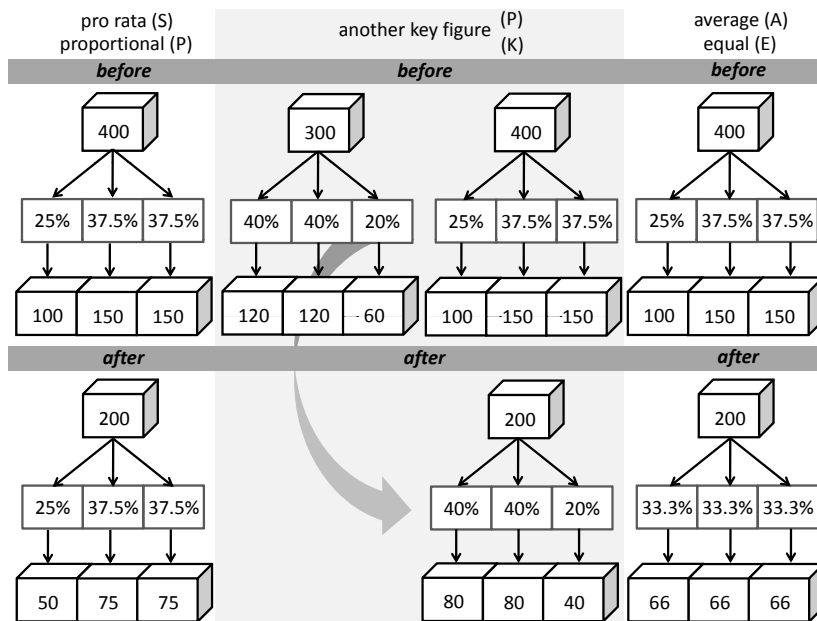 pro rata (S)
proportional (P)
another key figure (P)
(K)
average (A)
equal (E)
before before before
400 300 400 400
25% 37.5% 37.5% 40% 40% 20% 25% 37.5% 37.5% 25% 37.5% 37.5%
100 150 150 120 120 60 100 150 150 100 150 150
after after after
200 200 200
25% 37.5% 37.5% 40% 40% 20% 33.3% 33.3% 33.3%
50 75 75 80 80 40 66 66 66